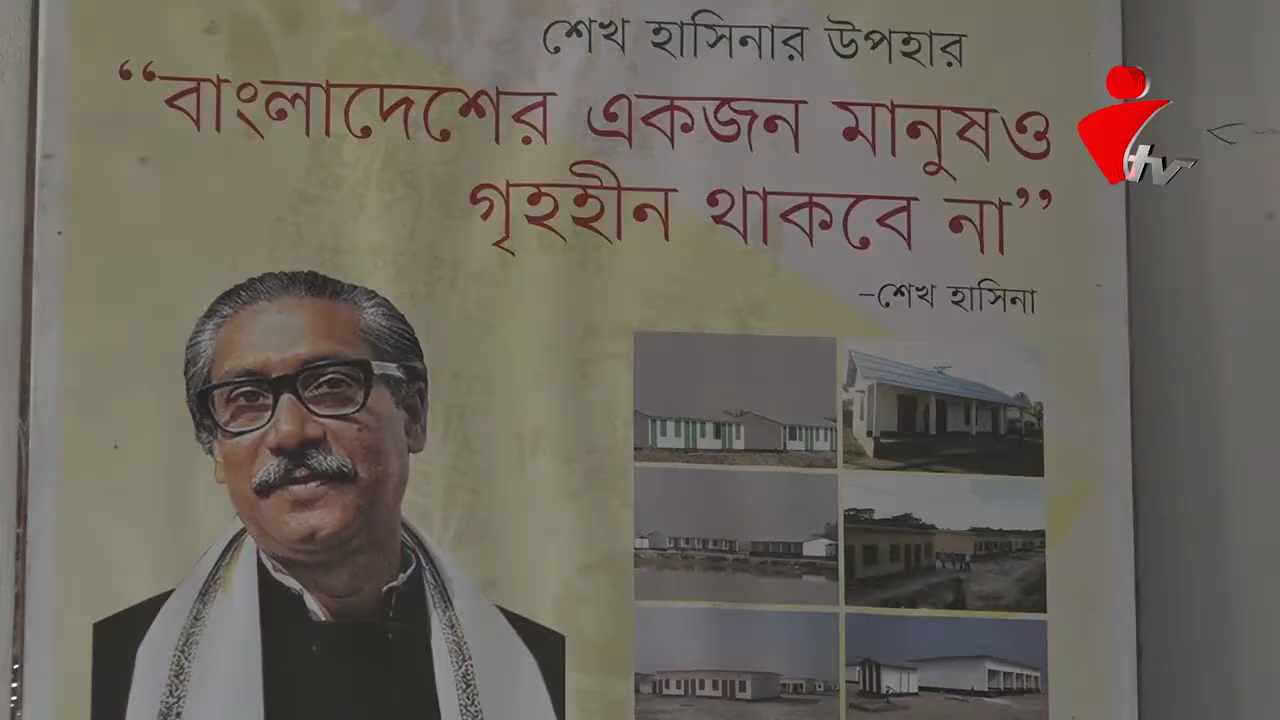 শেখ হাসিনার উপহার
“বাংলাদেশের একজন মানুষও
গৃহহীন থাকবে না”
-শেখ হাসিনা
tv